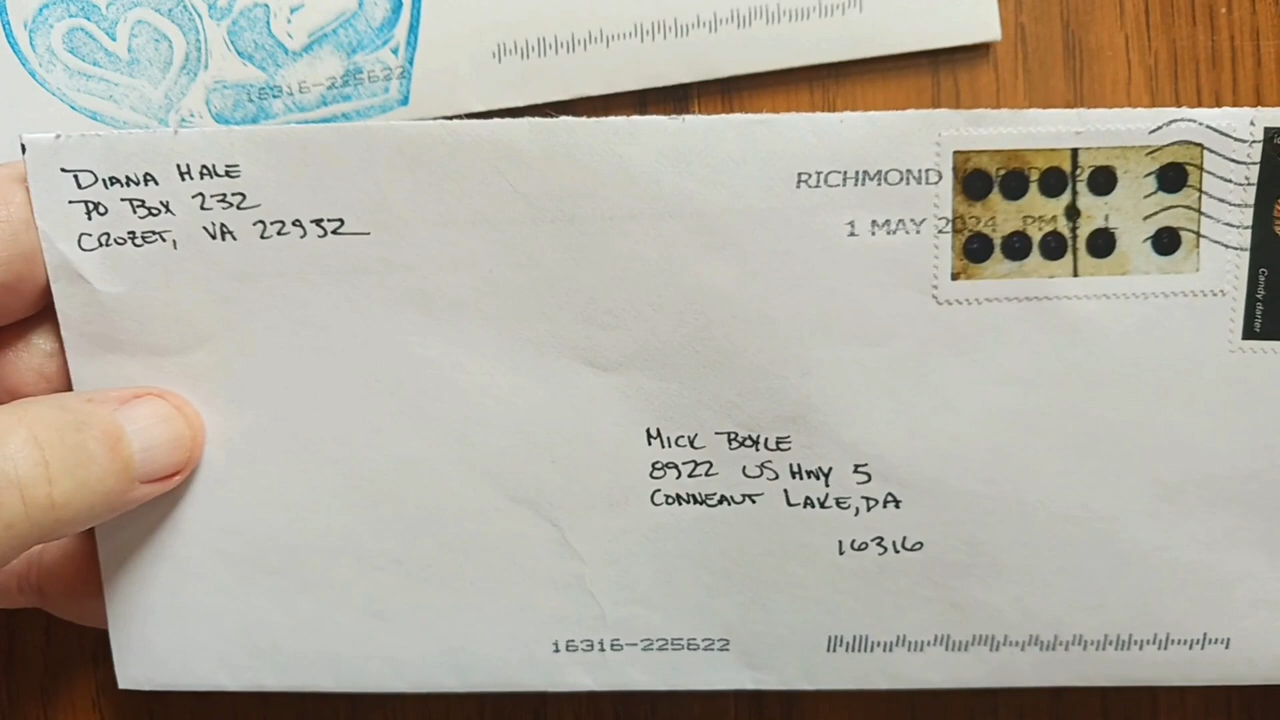 16316-225622
DIANA HALE
PO BOX 232
CROZET, VA 22932
RICHMOND
1 MAY 2024 PM L
Candy darter
MICK BOYLE
8922 US HWY 5
CONNEAUT LAKE, PA
16316
16316-225622